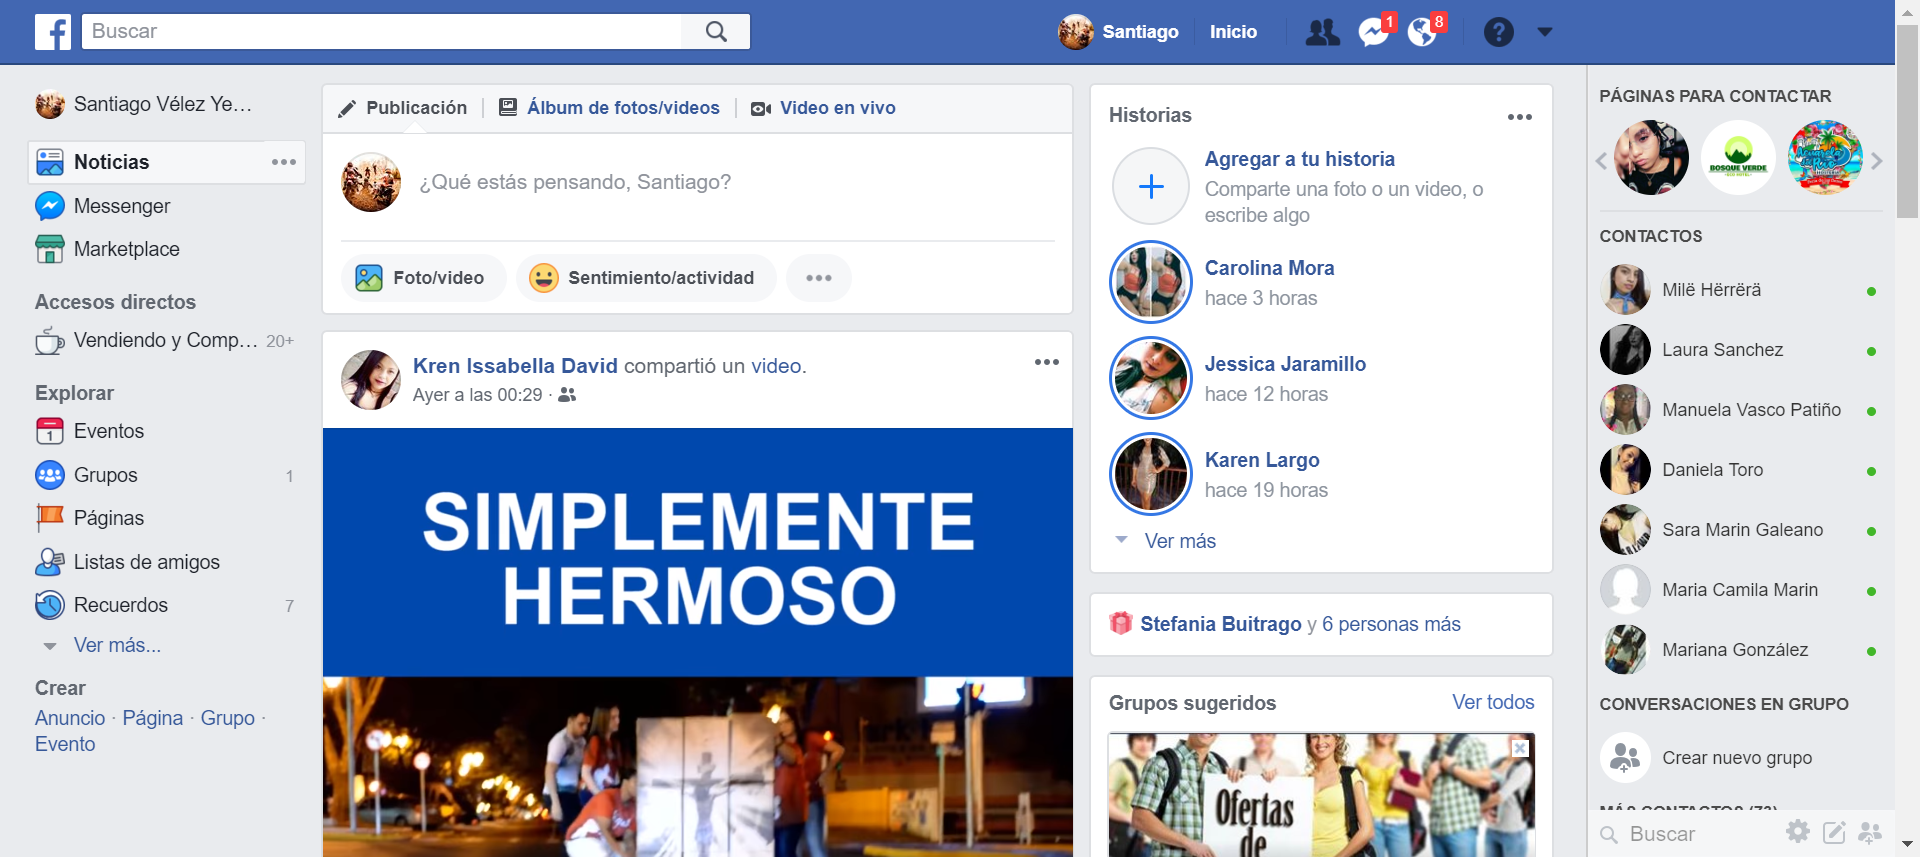 Buscar
Santiago
Inicio
1
8
Santiago Vélez Ye...
Noticias
Messenger
Marketplace
Accesos directos
Vendiendo y Comp... 20+
Explorar
1
Eventos
Grupos 1
Páginas
Listas de amigos
Recuerdos 7
Ver más...
Crear
Anuncio · Página · Grupo ·
Evento
Publicación
Álbum de fotos/videos
Video en vivo
¿Qué estás pensando, Santiago?
Foto/video
Sentimiento/actividad
Kren Issabella David compartió un video.
Ayer a las 00:29 ·
SIMPLEMENTE
HERMOSO
Historias
Agregar a tu historia
Comparte una foto o un video, o
escribe algo
Carolina Mora
hace 3 horas
Jessica Jaramillo
hace 12 horas
Karen Largo
hace 19 horas
Ver más
Stefania Buitrago y 6 personas más
Grupos sugeridos
Ver todos
Ofertas
de
PÁGINAS PARA CONTACTAR
BOSQUE VERDE
CONTACTOS
Milë Hërrërä
Laura Sanchez
Manuela Vasco Patiño
Daniela Toro
Sara Marin Galeano
Maria Camila Marin
Mariana González
CONVERSACIONES EN GRUPO
Crear nuevo grupo
MÁS CONTACTOS (73)
Buscar